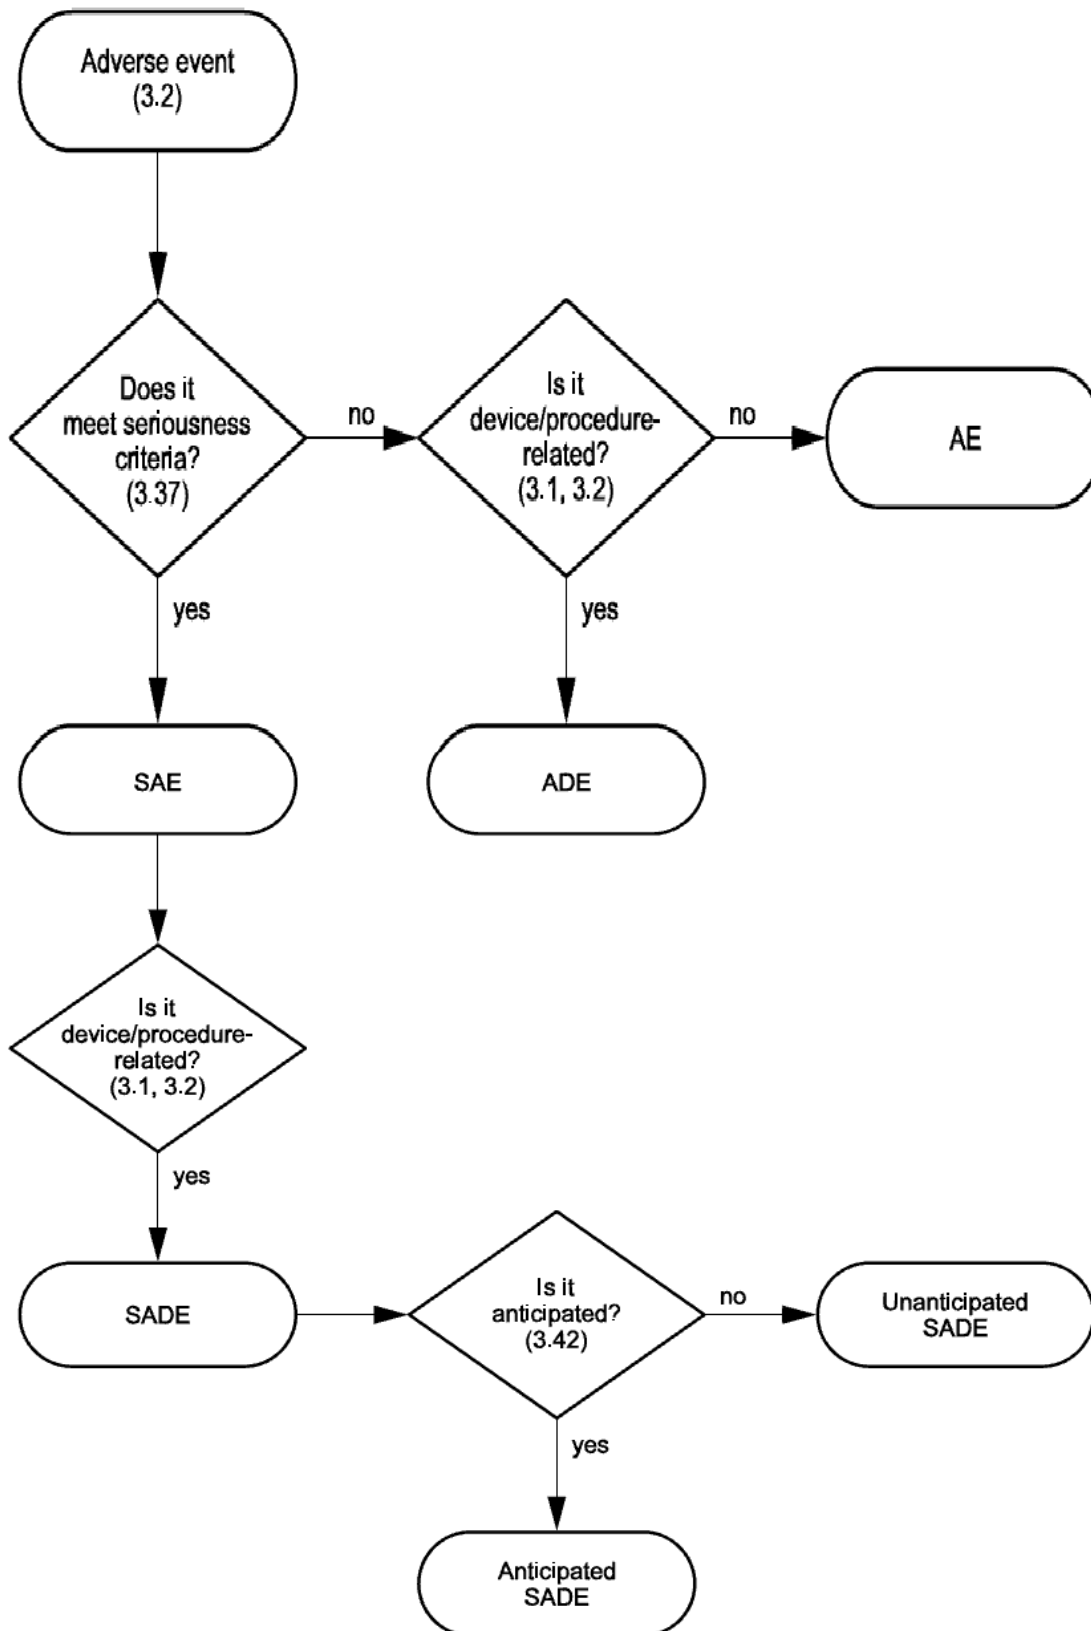 Adverse event
(3.2)
Does it
meet seriousness
criteria?
(3.37)
no
Is it
device/procedure-
related?
(3.1, 3.2)
no
AE
yes
yes
SAE
ADE
Is it
device/procedure-
related?
(3.1, 3.2)
yes
SADE
Is it
anticipated?
(3.42)
no
Unanticipated
SADE
yes
Anticipated
SADE